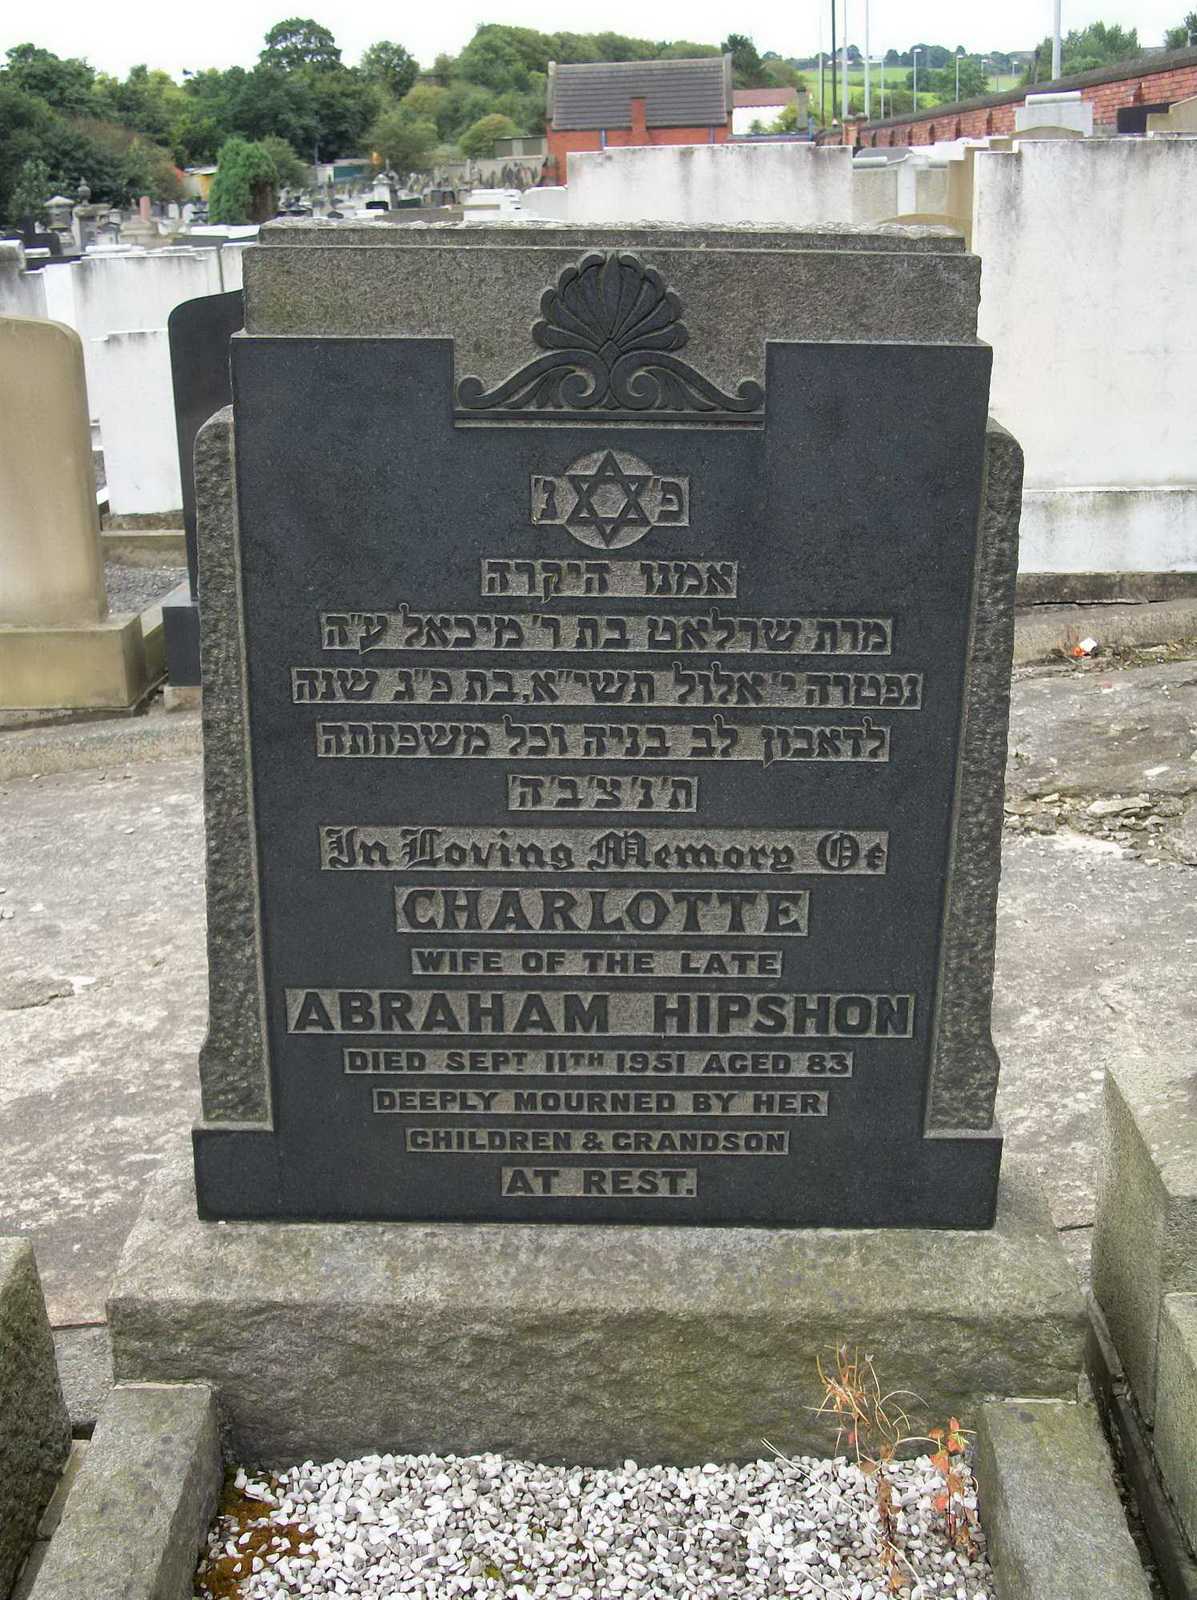 פ' נ'
אמנו היקרה
מרת שרלאט בת ר' מיכאל ע"ה
נפטרה י' אלול תשי"א, בת פ"ג שנה
לדאבון לב בניה וכל משפחתה
ת' נ' צ' ב' ה'
In Loving Memory Of
CHARLOTTE
WIFE OF THE LATE
ABRAHAM HIPSHON
DIED SEPT. 11TH 1951 AGED 83
DEEPLY MOURNED BY HER
CHILDREN & GRANDSON
AT REST.